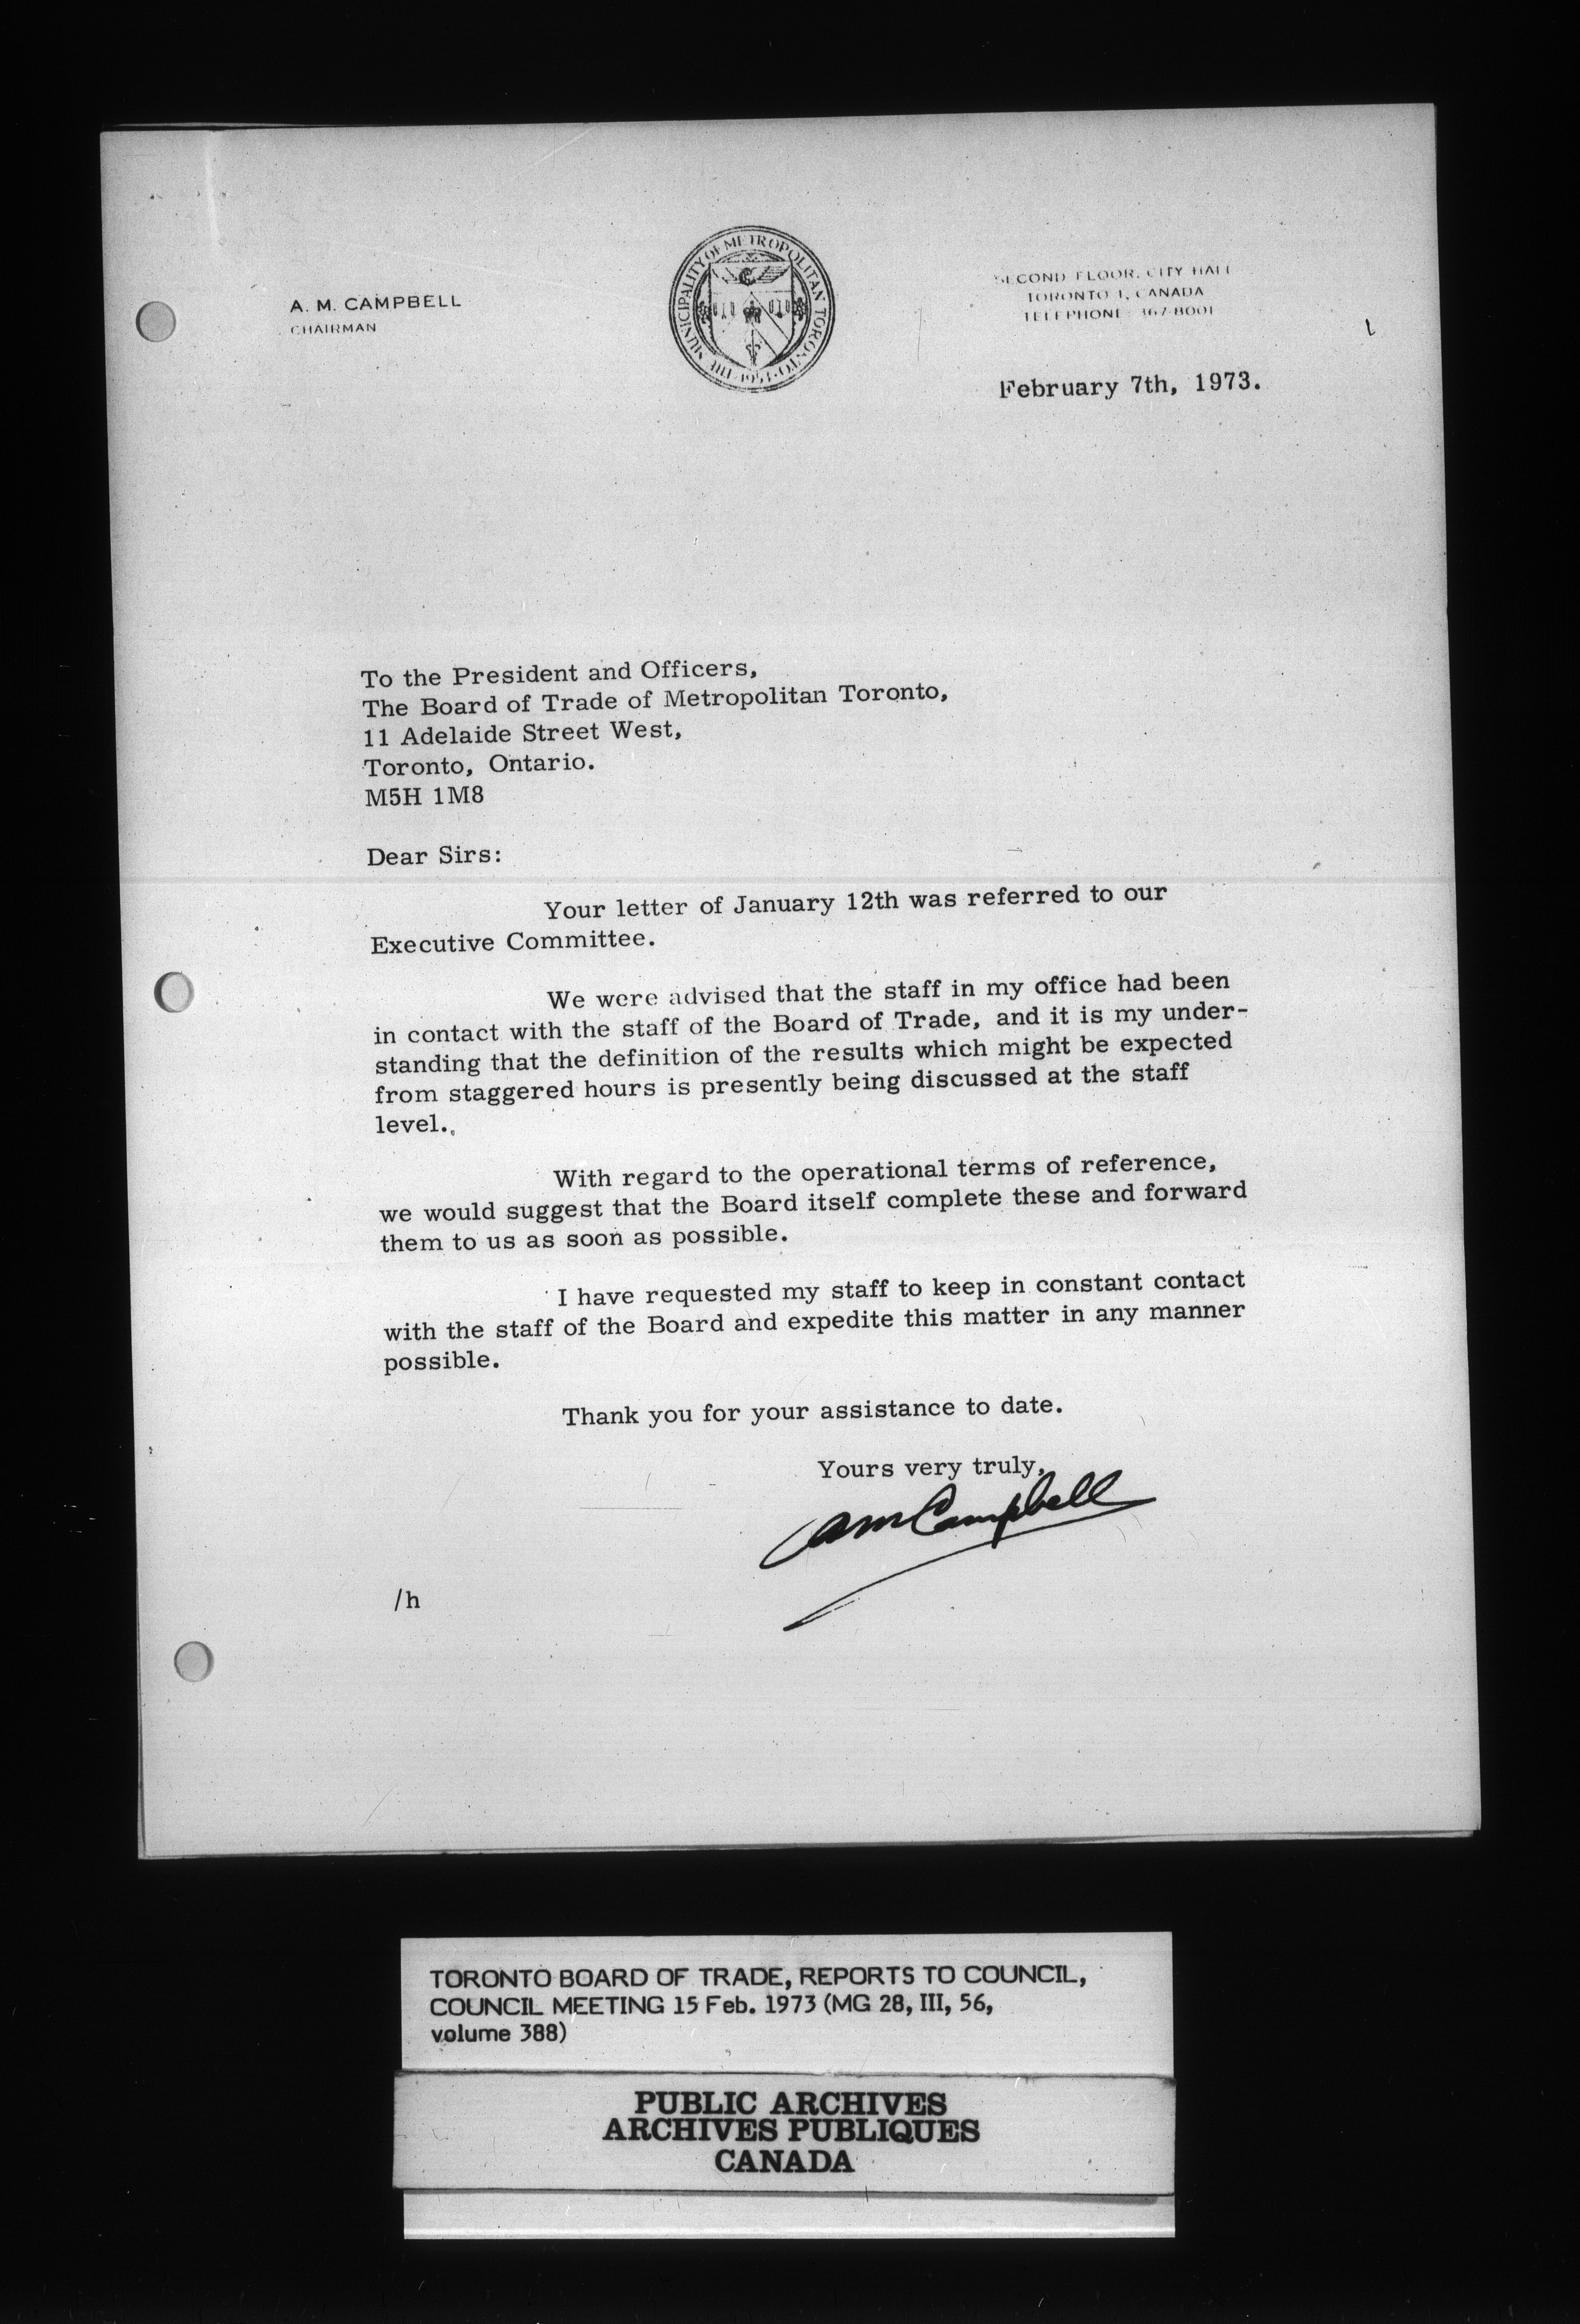 A. M. CAMPBELL
CHAIRMAN
THE MUNICIPALITY OF METROPOLITAN TORONTO
SECOND FLOOR, CITY HALL
TORONTO 1, CANADA
TELEPHONE 367-8001
February 7th, 1973.
To the President and Officers,
The Board of Trade of Metropolitan Toronto,
11 Adelaide Street West,
Toronto, Ontario.
M5H 1M8
Dear Sirs:
Your letter of January 12th was referred to our
Executive Committee.
We were advised that the staff in my office had been
in contact with the staff of the Board of Trade, and it is my under-
standing that the definition of the results which might be expected
from staggered hours is presently being discussed at the staff
level.
With regard to the operational terms of reference,
we would suggest that the Board itself complete these and forward
them to us as soon as possible.
I have requested my staff to keep in constant contact
with the staff of the Board and expedite this matter in any manner
possible.
Thank you for your assistance to date.
Yours very truly,
AM Campbell
/h
TORONTO BOARD OF TRADE, REPORTS TO COUNCIL,
COUNCIL MEETING 15 Feb. 1973 (MG 28, III, 56,
volume 388)
PUBLIC ARCHIVES
ARCHIVES PUBLIQUES
CANADA